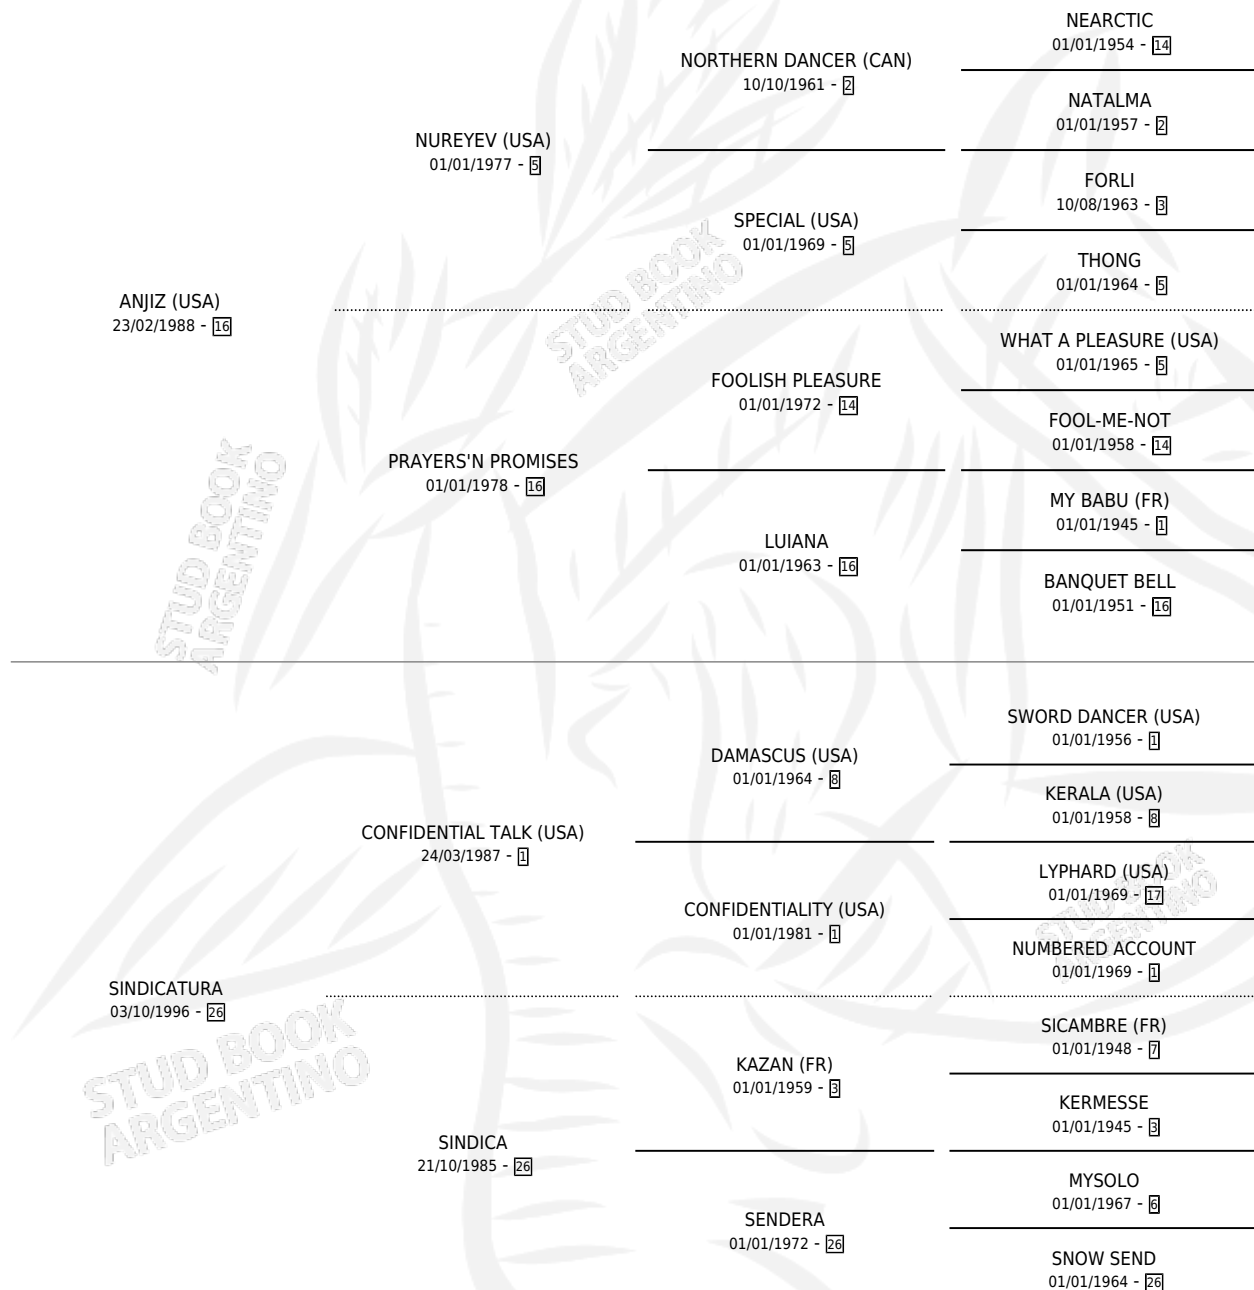 NEARCTIC
01/01/1954 - 14
NORTHERN DANCER (CAN)
10/10/1961 - 2
NATALMA
01/01/1957 - 2
NUREYEV (USA)
01/01/1977 - 5
FORLI
10/08/1963 - 3
SPECIAL (USA)
01/01/1969 - 5
THONG
01/01/1964 - 5
ANJIZ (USA)
23/02/1988 - 16
WHAT A PLEASURE (USA)
01/01/1965 - 5
FOOLISH PLEASURE
01/01/1972 - 14
FOOL-ME-NOT
01/01/1958 - 14
PRAYERS'N PROMISES
01/01/1978 - 16
MY BABU (FR)
01/01/1945 - 1
LUIANA
01/01/1963 - 16
BANQUET BELL
01/01/1951 - 16
SWORD DANCER (USA)
01/01/1956 - 1
DAMASCUS (USA)
01/01/1964 - 8
KERALA (USA)
01/01/1958 - 8
CONFIDENTIAL TALK (USA)
24/03/1987 - 1
LYPHARD (USA)
01/01/1969 - 17
CONFIDENTIALITY (USA)
01/01/1981 - 1
NUMBERED ACCOUNT
01/01/1969 - 1
SINDICATURA
03/10/1996 - 26
SICAMBRE (FR)
01/01/1948 - 7
KAZAN (FR)
01/01/1959 - 3
KERMESSE
01/01/1945 - 3
SINDICA
21/10/1985 - 26
MYSOLO
01/01/1967 - 6
SENDERA
01/01/1972 - 26
SNOW SEND
01/01/1964 - 26
STUD BOOK
ARGENTINO
STUD BOOK
ARGENTINO
STUD BOOK
ARGENTINO
STUD BOOK
ARGENTINO